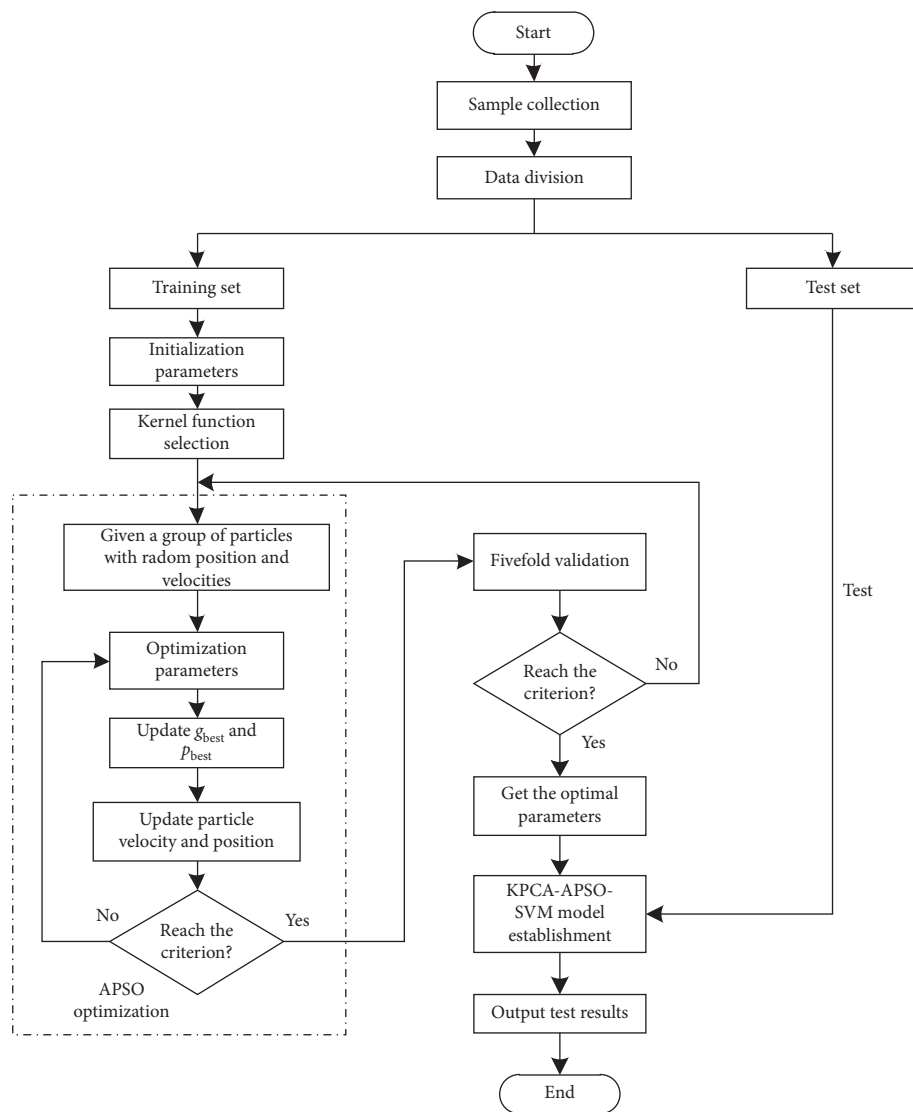 Start
Sample collection
Data division
Training set
Test set
Initialization
parameters
Kernel function
selection
Given a group of particles
with radom position and
velocities
Optimization
parameters
Update gbest and
pbest
Update particle
velocity and position
No
Reach the
criterion?
Yes
APSO
optimization
Fivefold validation
Reach the
criterion?
No
Yes
Test
Get the optimal
parameters
KPCA-APSO-
SVM model
establishment
Output test results
End